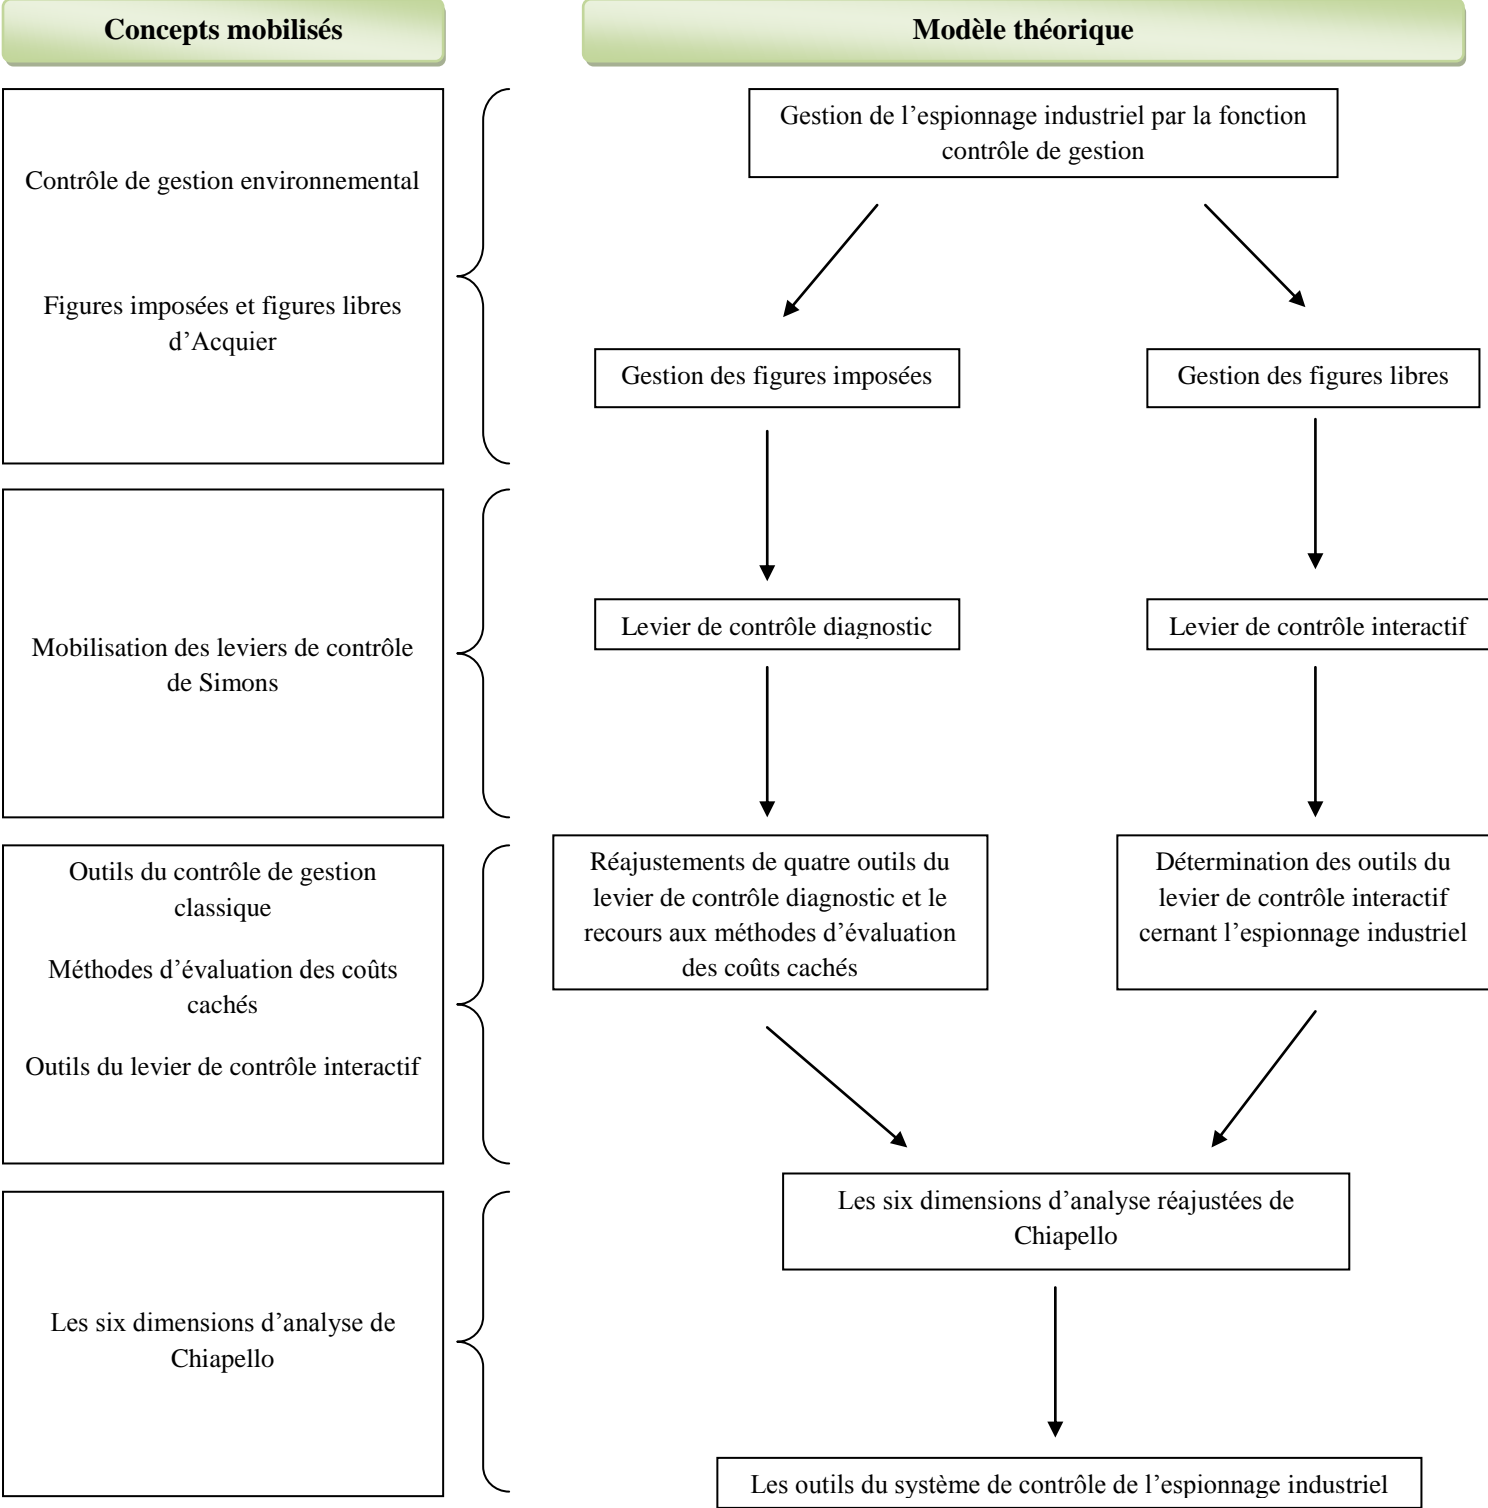 Concepts mobilisés
Modèle théorique
Contrôle de gestion environnemental
Figures imposées et figures libres
d’Acquier
Gestion de l’espionnage industriel par la fonction
contrôle de gestion
Gestion des figures imposées
Gestion des figures libres
Mobilisation des leviers de contrôle
de Simons
Levier de contrôle diagnostic
Levier de contrôle interactif
Outils du contrôle de gestion
classique
Méthodes d’évaluation des coûts
cachés
Outils du levier de contrôle interactif
Réajustements de quatre outils du
levier de contrôle diagnostic et le
recours aux méthodes d’évaluation
des coûts cachés
Détermination des outils du
levier de contrôle interactif
cernant l’espionnage industriel
Les six dimensions d’analyse de
Chiapello
Les six dimensions d’analyse réajustées de
Chiapello
Les outils du système de contrôle de l’espionnage industriel